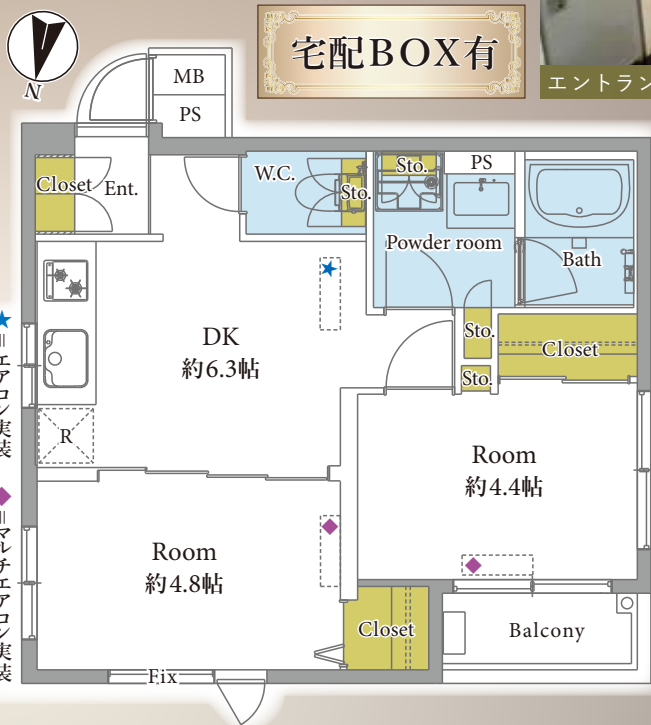 宅配BOX有
エントラン
N
MB
PS
Closet
Ent.
W.C.
Sto.
Sto.
PS
Powder room
Bath
DK
約6.3帖
Sto.
Sto.
Closet
R
Room
約4.4帖
Room
約4.8帖
Closet
Balcony
Fix
★=エアコン実装
◆=マルチエアコン実装